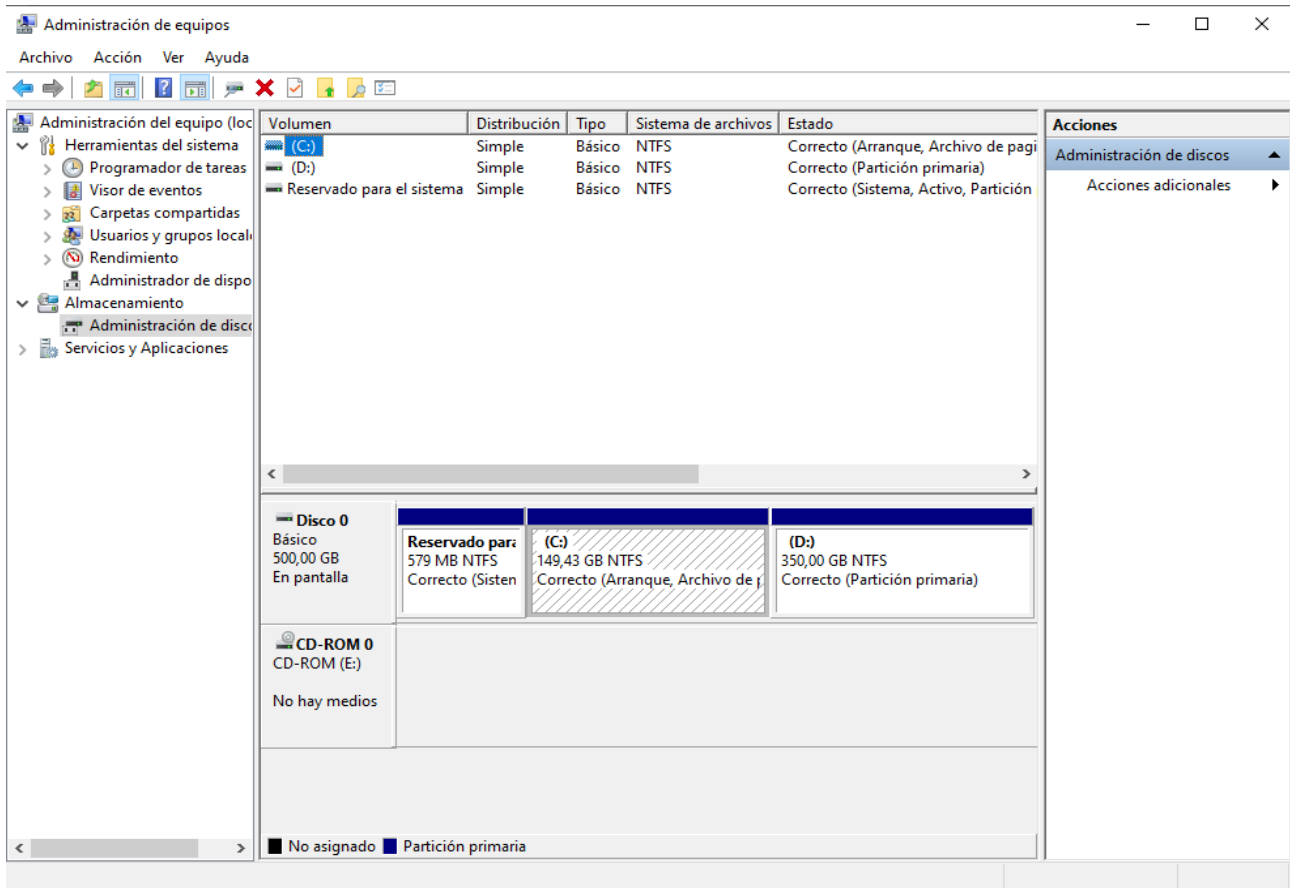 Administración de equipos
Archivo Acción Ver Ayuda
Administración del equipo (loc
Herramientas del sistema
Programador de tareas
Visor de eventos
Carpetas compartidas
Usuarios y grupos local
Rendimiento
Administrador de dispo
Almacenamiento
Administración de disc
Servicios y Aplicaciones
Volumen Distribución Tipo Sistema de archivos Estado
(C:) Simple Básico NTFS Correcto (Arranque, Archivo de pagi
(D:) Simple Básico NTFS Correcto (Partición primaria)
Reservado para el sistema Simple Básico NTFS Correcto (Sistema, Activo, Partición
Disco 0
Básico
500,00 GB
En pantalla
Reservado para
579 MB NTFS
Correcto (Sisten
(C:)
149,43 GB NTFS
Correcto (Arranque, Archivo de p
(D:)
350,00 GB NTFS
Correcto (Partición primaria)
CD-ROM 0
CD-ROM (E:)
No hay medios
No asignado Partición primaria
Acciones
Administración de discos
Acciones adicionales